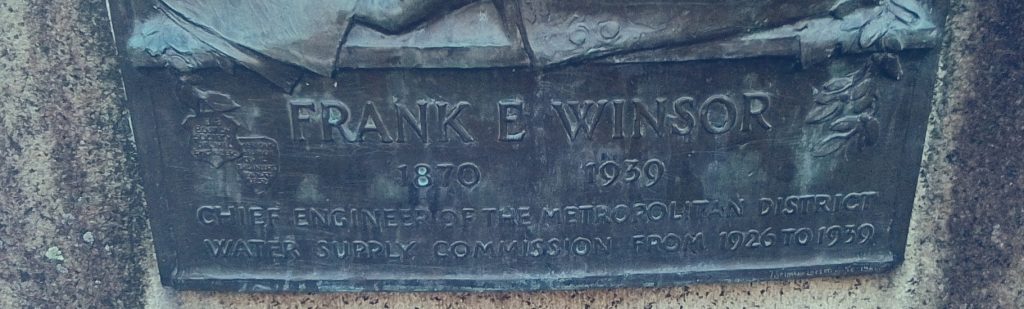 FRANK E WINSOR
1870 1939
CHIEF ENGINEER OF THE METROPOLITAN DISTRICT
WATER SUPPLY COMMISSION FROM 1926 TO 1939